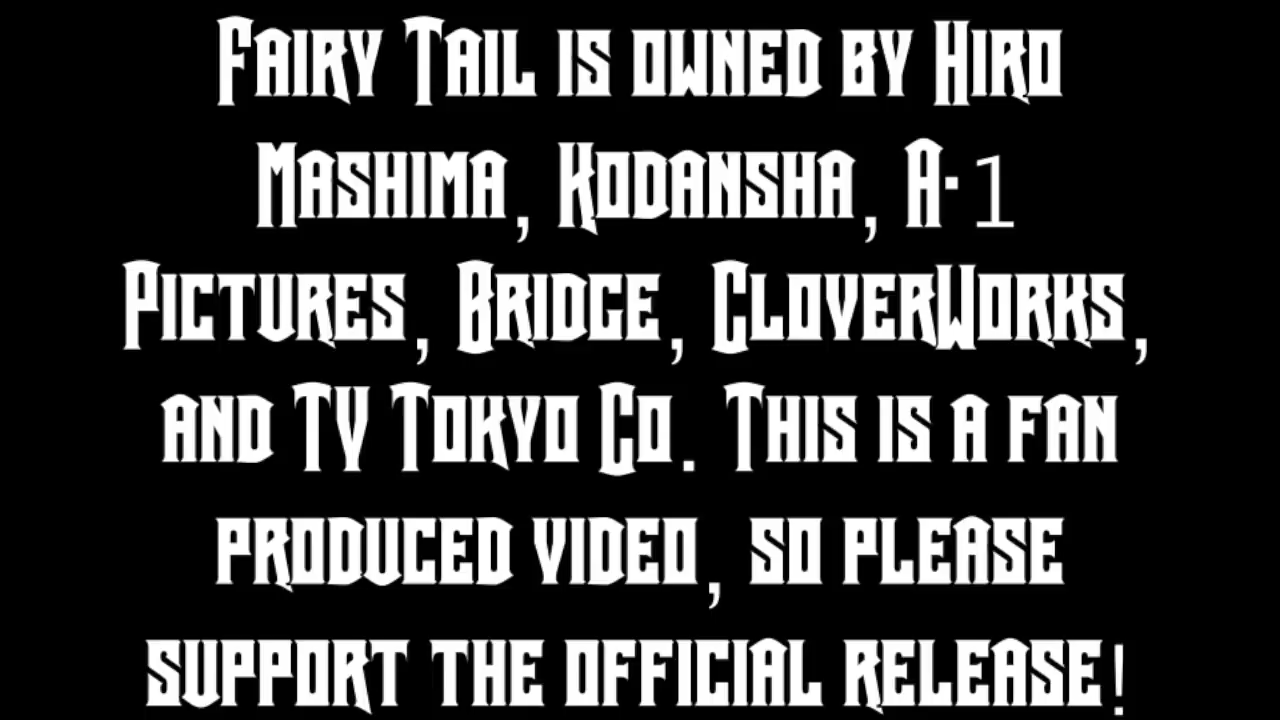 Fairy Tail is owned by Hiro
Mashima, Kodansha, A-1
Pictures, Bridge, CloverWorks,
and TV Tokyo Co. This is a fan
produced video, so please
support the official release!